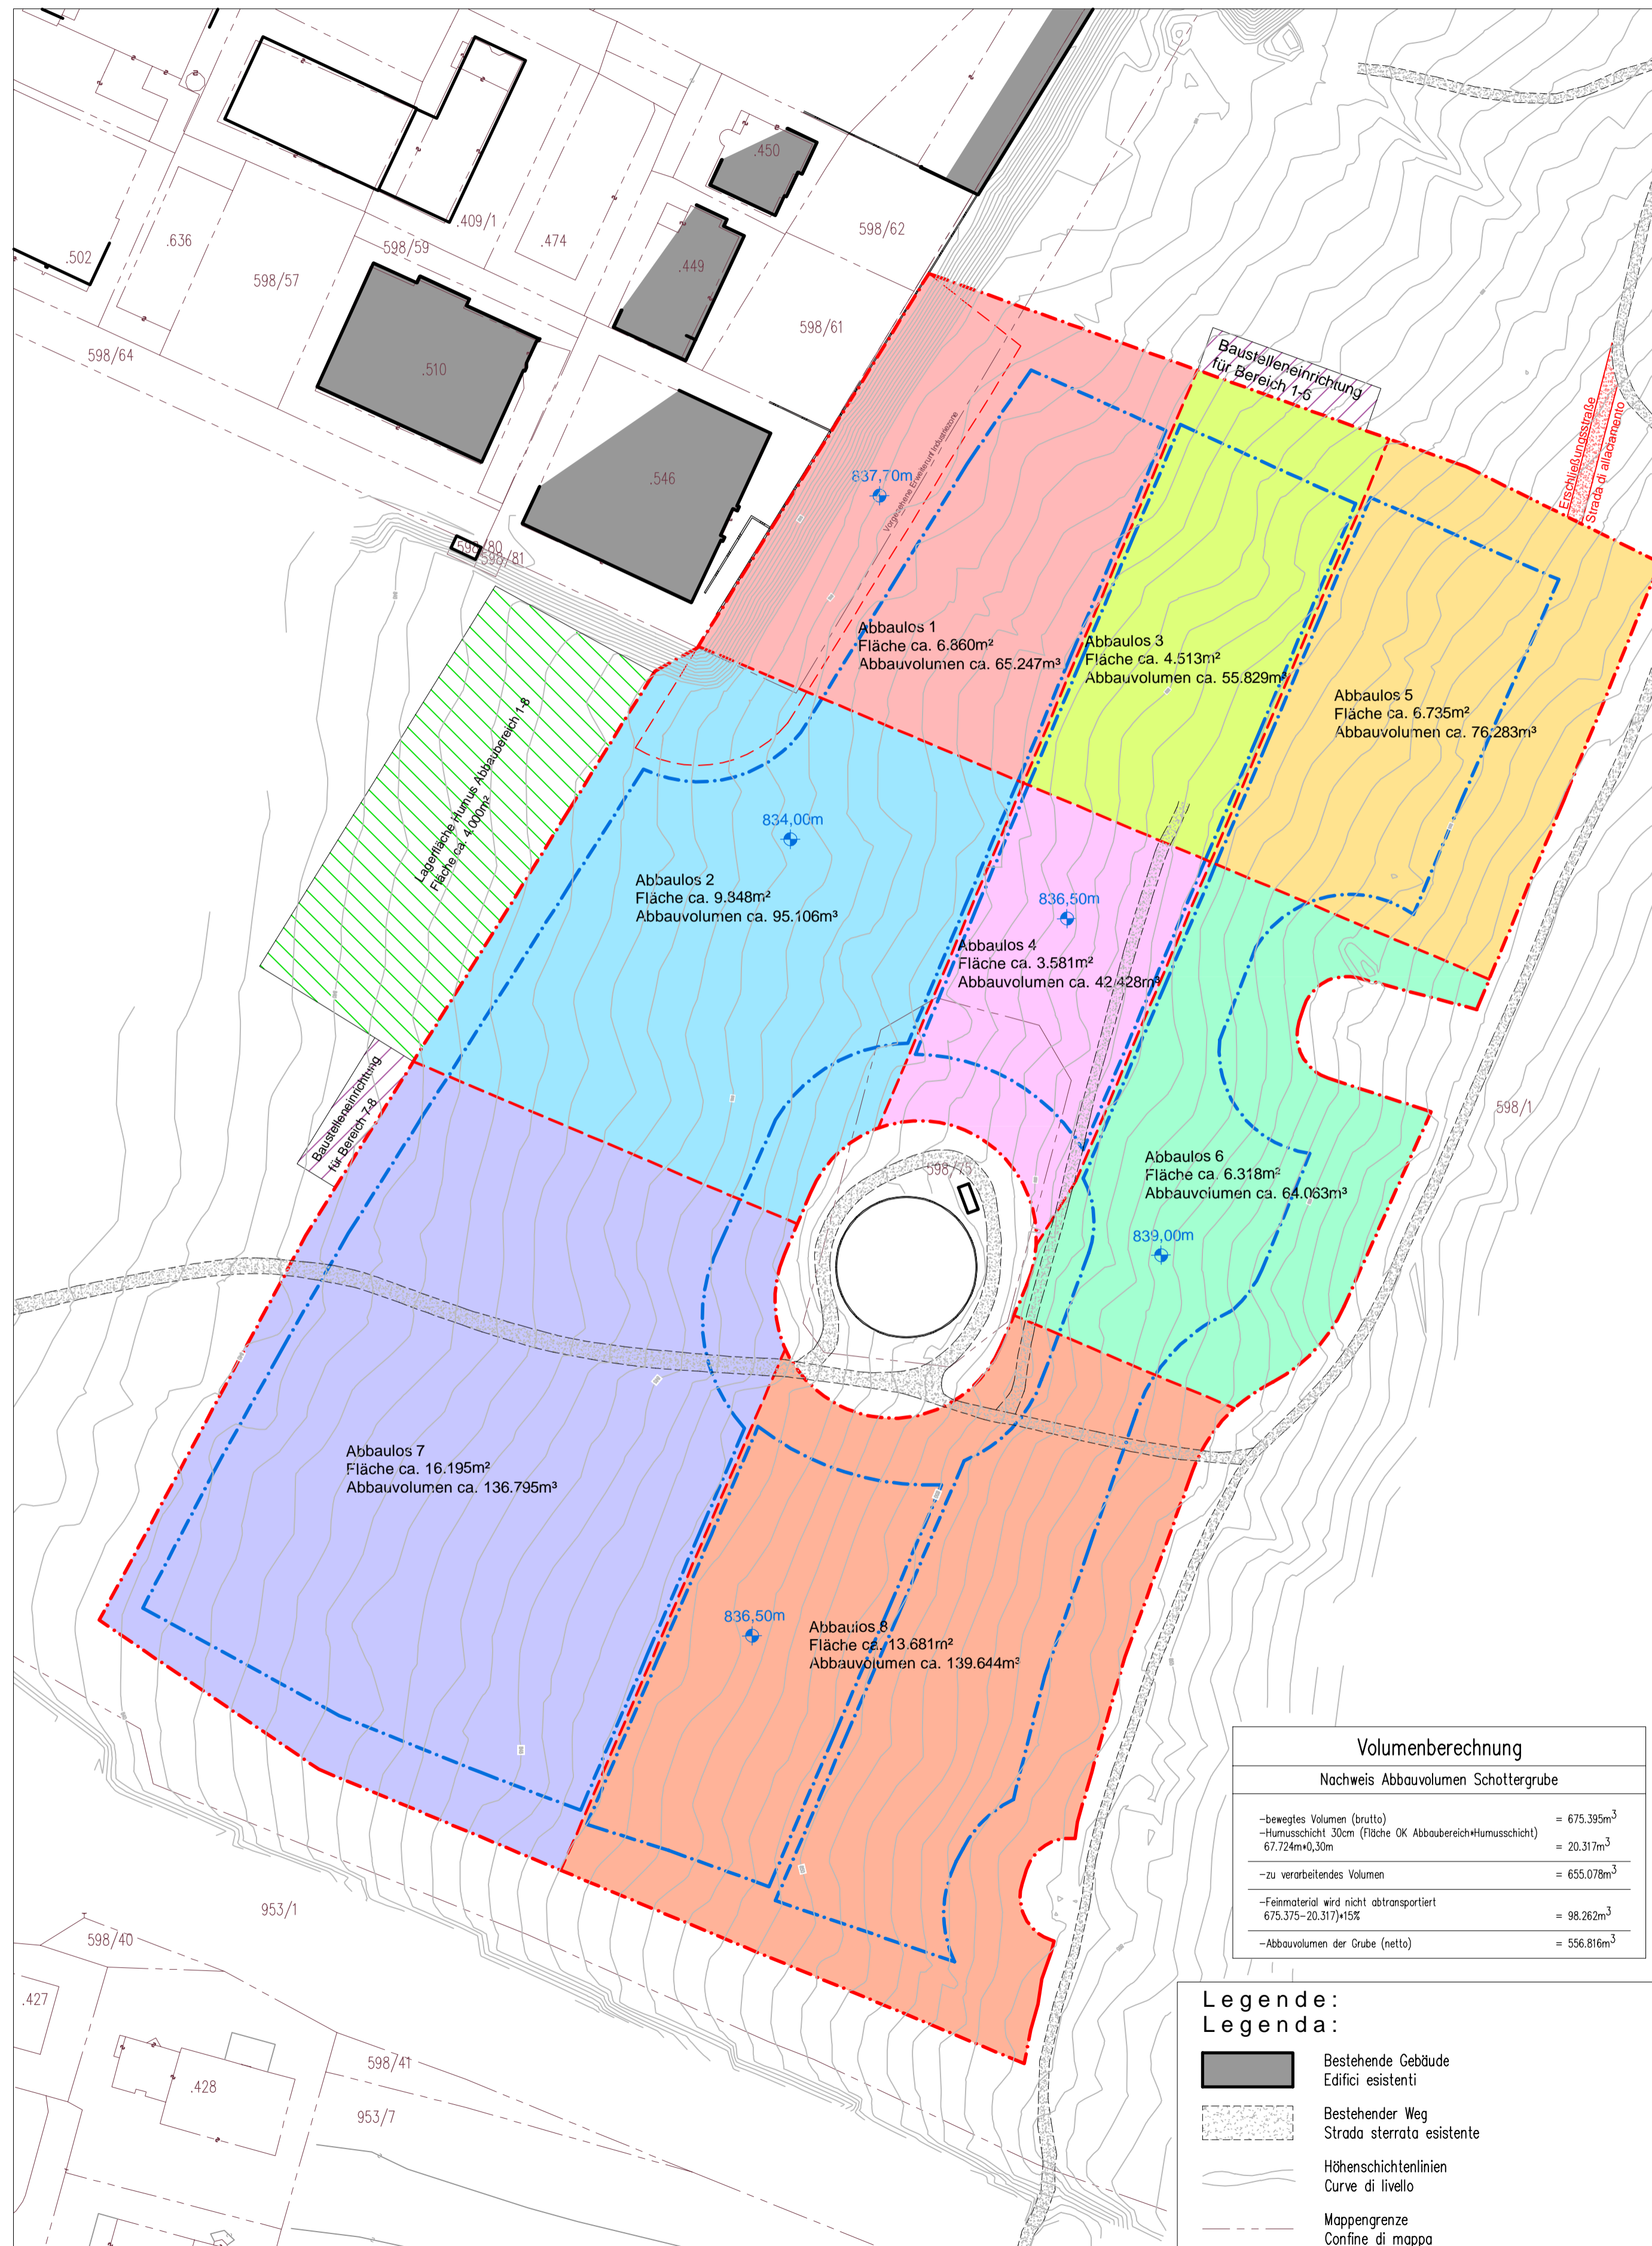 .450
.409/1
.474
598/62
.636
598/59
.502
.449
598/57
598/61
598/64
.510
Baustelleneinrichtung
für Bereich 1-6
Erschließungsstraße
Strada di allacciamento
.546
837,70m
598/80
598/81
Abbaulos 1
Fläche ca. 6.860m²
Abbauvolumen ca. 65.247m³
Abbaulos 3
Fläche ca. 4.513m²
Abbauvolumen ca. 55.829m³
Abbaulos 5
Fläche ca. 6.735m²
Abbauvolumen ca. 76.283m³
Lagerfläche Humus Abbaubereich 1-8
Fläche ca. 4.000m²
834,00m
Abbaulos 2
Fläche ca. 9.848m²
Abbauvolumen ca. 95.106m³
836,50m
Abbaulos 4
Fläche ca. 3.581m²
Abbauvolumen ca. 42.428m³
Baustelleneinrichtung
für Bereich 7-8
598/1
598/75
Abbaulos 6
Fläche ca. 6.318m²
Abbauvolumen ca. 64.063m³
839,00m
Abbaulos 7
Fläche ca. 16.195m²
Abbauvolumen ca. 136.795m³
836,50m
Abbaulos 8
Fläche ca. 13.681m²
Abbauvolumen ca. 139.644m³
Volumenberechnung
Nachweis Abbauvolumen Schottergrube
-bewegtes Volumen (brutto) = 675.395m³
-Humusschicht 30cm (Fläche OK Abbaubereich*Humusschicht)
67.724m*0,30m = 20.317m³
-zu verarbeitendes Volumen = 655.078m³
-Feinmaterial wird nicht abtransportiert
675.375-20.317)*15% = 98.262m³
-Abbauvolumen der Grube (netto) = 556.816m³
953/1
598/40
.427
598/41
.428
953/7
Legende:
Legenda:
Bestehende Gebäude
Edifici esistenti
Bestehender Weg
Strada sterrata esistente
Höhenschichtenlinien
Curve di livello
Mappengrenze
Confine di mappa